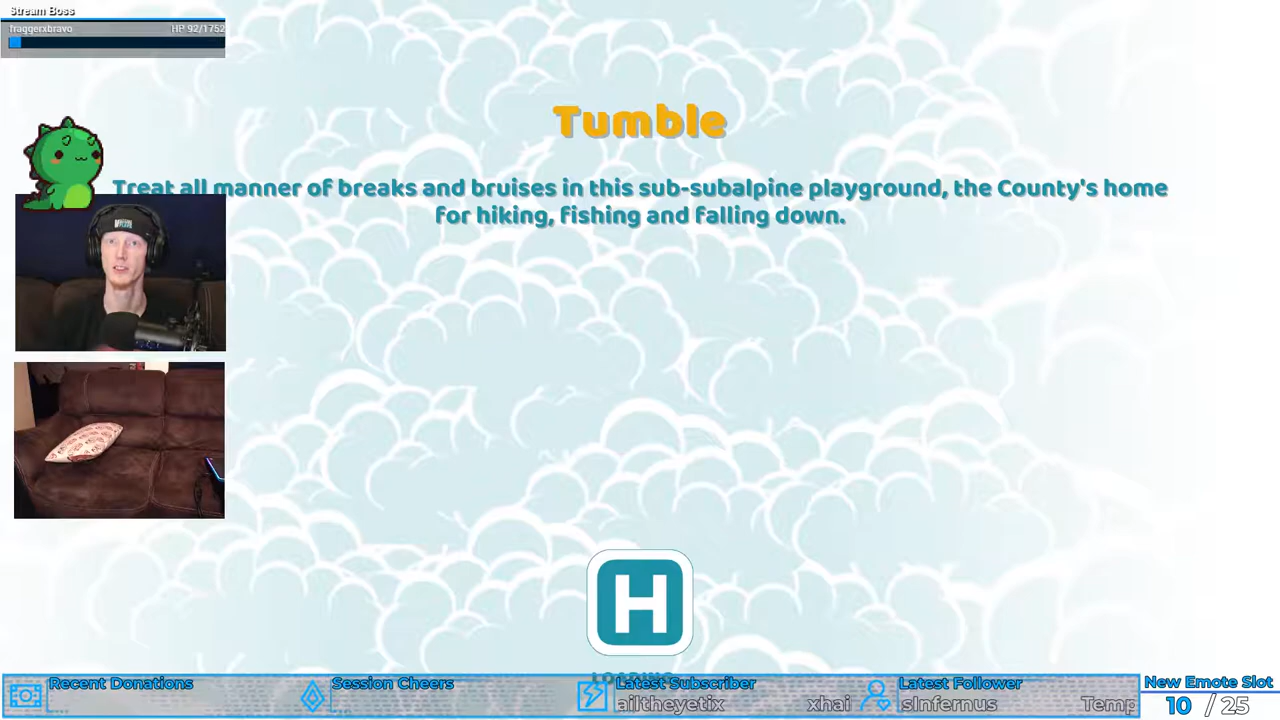 Stream Boss
fraggerxbravo HP 92/1752
Tumble
Treat all manner of breaks and bruises in this sub-subalpine playground, the County's home
for hiking, fishing and falling down.
H
Recent Donations
Session Cheers
Latest Subscriber
ailtheyetix xhai
Latest Follower
slnfernus Temp
New Emote Slot
10 / 25